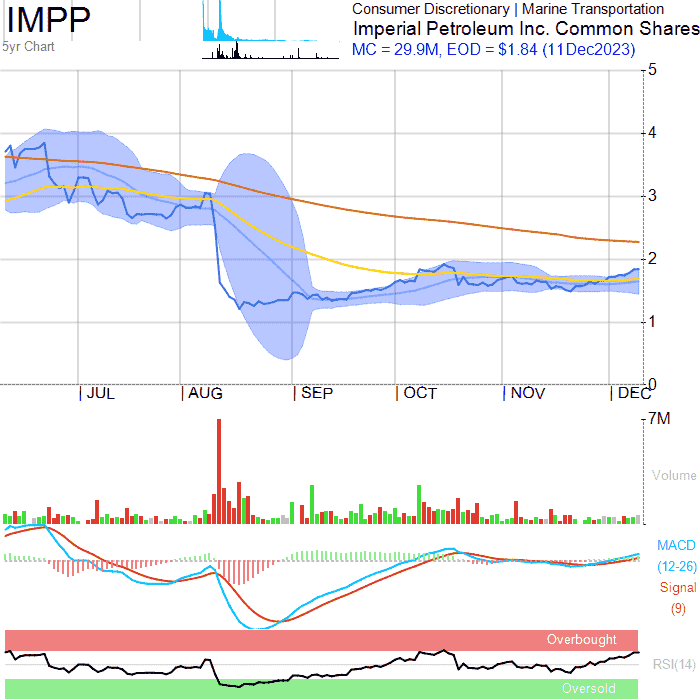 IMPP
5yr Chart
Consumer Discretionary | Marine Transportation
Imperial Petroleum Inc. Common Shares
MC = 29.9M, EOD = $1.84 (11Dec2023)
5
4
3
2
1
0
JUL AUG SEP OCT NOV DEC
7M
Volume
MACD
(12-26)
Signal
(9)
Overbought
RSI(14)
Oversold